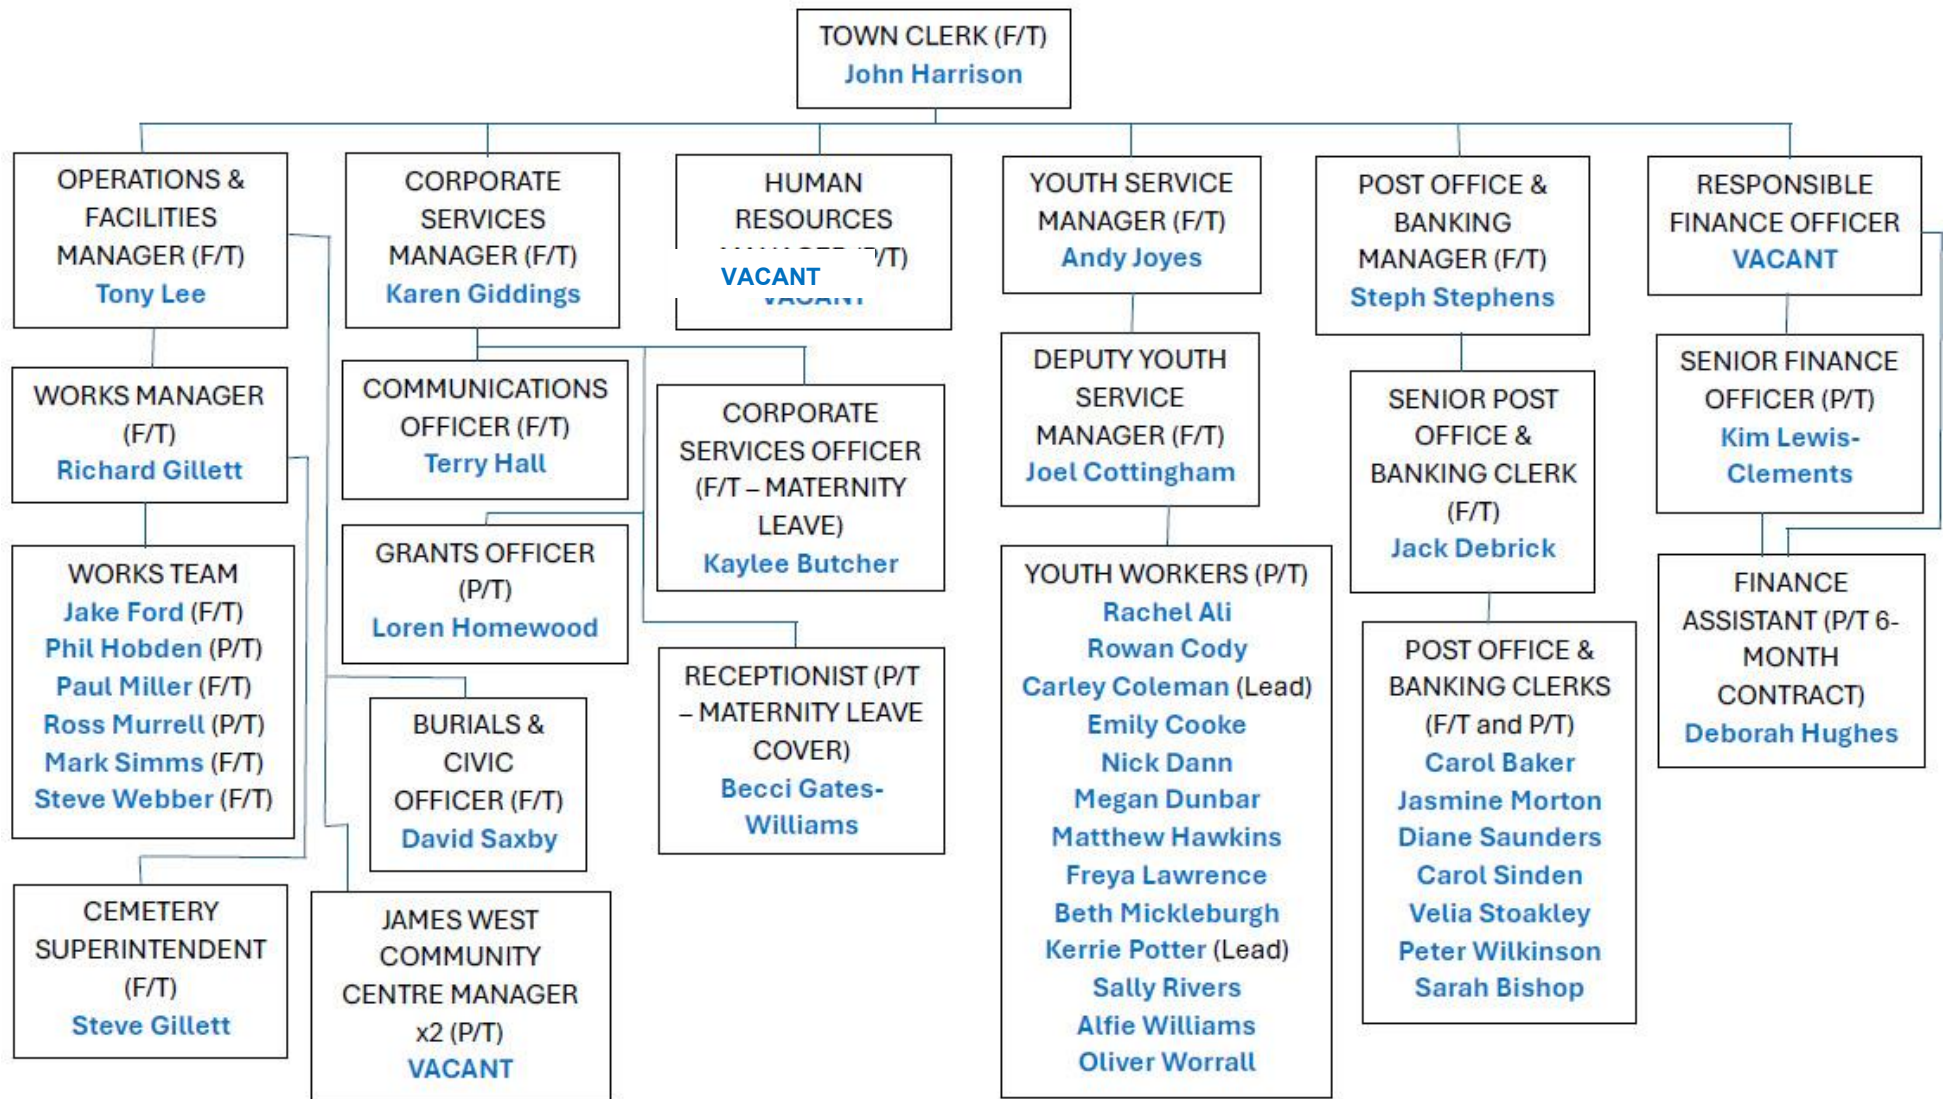 TOWN CLERK (F/T)
John Harrison
OPERATIONS &
FACILITIES
MANAGER (F/T)
Tony Lee
CORPORATE
SERVICES
MANAGER (F/T)
Karen Giddings
HUMAN
RESOURCES
/T)
VACANT
VACANT
YOUTH SERVICE
MANAGER (F/T)
Andy Joyes
POST OFFICE &
BANKING
MANAGER (F/T)
Steph Stephens
RESPONSIBLE
FINANCE OFFICER
VACANT
WORKS MANAGER
(F/T)
Richard Gillett
COMMUNICATIONS
OFFICER (F/T)
Terry Hall
CORPORATE
SERVICES OFFICER
(F/T – MATERNITY
LEAVE)
Kaylee Butcher
DEPUTY YOUTH
SERVICE
MANAGER (F/T)
Joel Cottingham
SENIOR POST
OFFICE &
BANKING CLERK
(F/T)
Jack Debrick
SENIOR FINANCE
OFFICER (P/T)
Kim Lewis-
Clements
WORKS TEAM
Jake Ford (F/T)
Phil Hobden (P/T)
Paul Miller (F/T)
Ross Murrell (P/T)
Mark Simms (F/T)
Steve Webber (F/T)
GRANTS OFFICER
(P/T)
Loren Homewood
RECEPTIONIST (P/T
– MATERNITY LEAVE
COVER)
Becci Gates-
Williams
YOUTH WORKERS (P/T)
Rachel Ali
Rowan Cody
Carley Coleman (Lead)
Emily Cooke
Nick Dann
Megan Dunbar
Matthew Hawkins
Freya Lawrence
Beth Mickleburgh
Kerrie Potter (Lead)
Sally Rivers
Alfie Williams
Oliver Worrall
POST OFFICE &
BANKING CLERKS
(F/T and P/T)
Carol Baker
Jasmine Morton
Diane Saunders
Carol Sinden
Velia Stoakley
Peter Wilkinson
Sarah Bishop
FINANCE
ASSISTANT (P/T 6-
MONTH
CONTRACT)
Deborah Hughes
BURIALS &
CIVIC
OFFICER (F/T)
David Saxby
CEMETERY
SUPERINTENDENT
(F/T)
Steve Gillett
JAMES WEST
COMMUNITY
CENTRE MANAGER
x2 (P/T)
VACANT